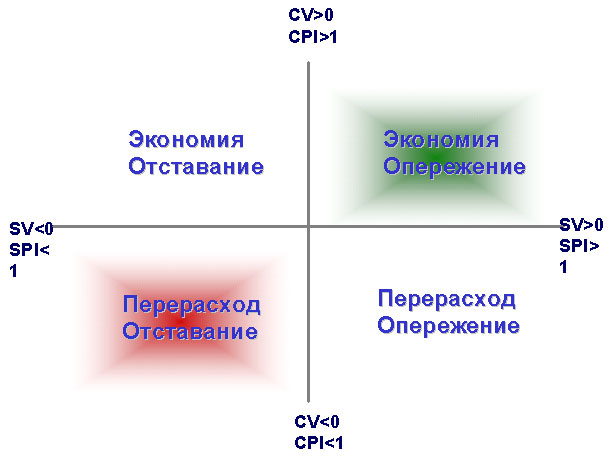 CV>0
CPI>1
Экономия
Отставание
Экономия
Опережение
SV<0
SPI<
1
SV>0
SPI>
1
Перерасход
Отставание
Перерасход
Опережение
CV<0
CPI<1